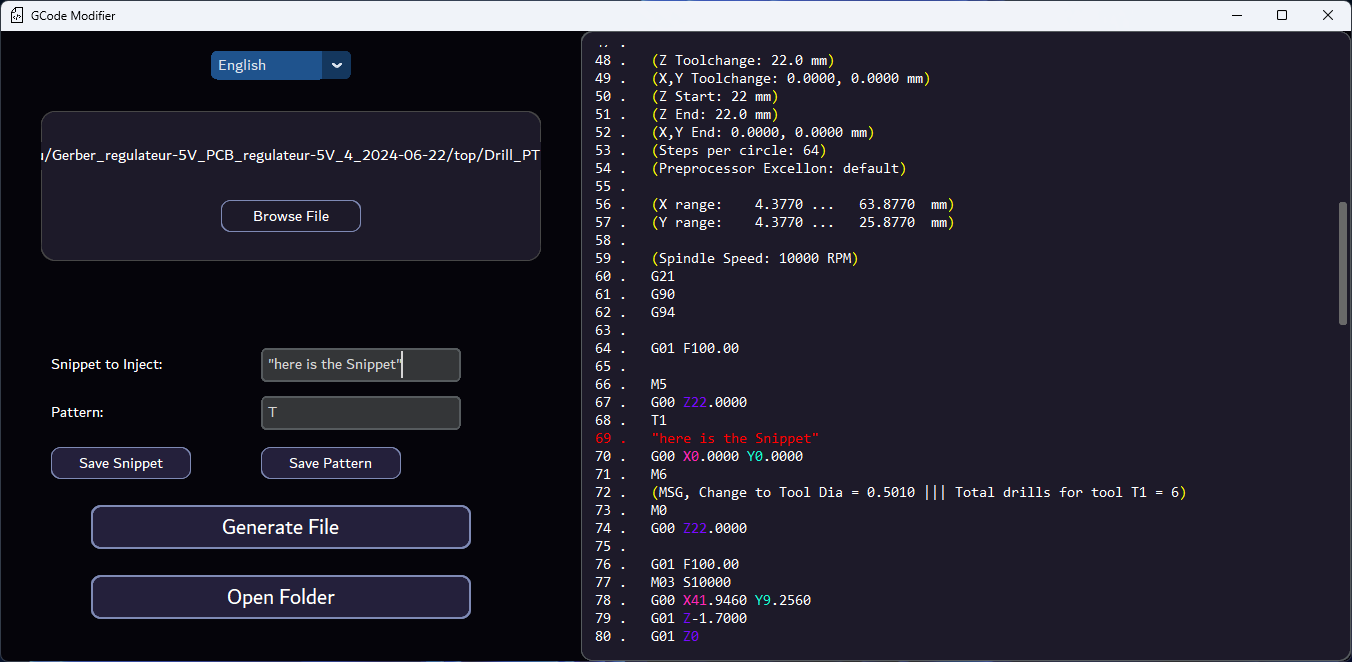 GCode Modifier
English
/Gerber_regulateur-5V_PCB_regulateur-5V_4_2024-06-22/top/Drill_PT
Browse File
Snippet to Inject:
"here is the Snippet"
Pattern:
T
Save Snippet
Save Pattern
Generate File
Open Folder
48 . (Z Toolchange: 22.0 mm)
49 . (X,Y Toolchange: 0.0000, 0.0000 mm)
50 . (Z Start: 22 mm)
51 . (Z End: 22.0 mm)
52 . (X,Y End: 0.0000, 0.0000 mm)
53 . (Steps per circle: 64)
54 . (Preprocessor Excellon: default)
55 .
56 . (X range:    4.3770 ...   63.8770  mm)
57 . (Y range:    4.3770 ...   25.8770  mm)
58 .
59 . (Spindle Speed: 10000 RPM)
60 . G21
61 . G90
62 . G94
63 .
64 . G01 F100.00
65 .
66 . M5
67 . G00 Z22.0000
68 . T1
69 . "here is the Snippet"
70 . G00 X0.0000 Y0.0000
71 . M6
72 . (MSG, Change to Tool Dia = 0.5010 ||| Total drills for tool T1 = 6)
73 . M0
74 . G00 Z22.0000
75 .
76 . G01 F100.00
77 . M03 S10000
78 . G00 X41.9460 Y9.2560
79 . G01 Z-1.7000
80 . G01 Z0